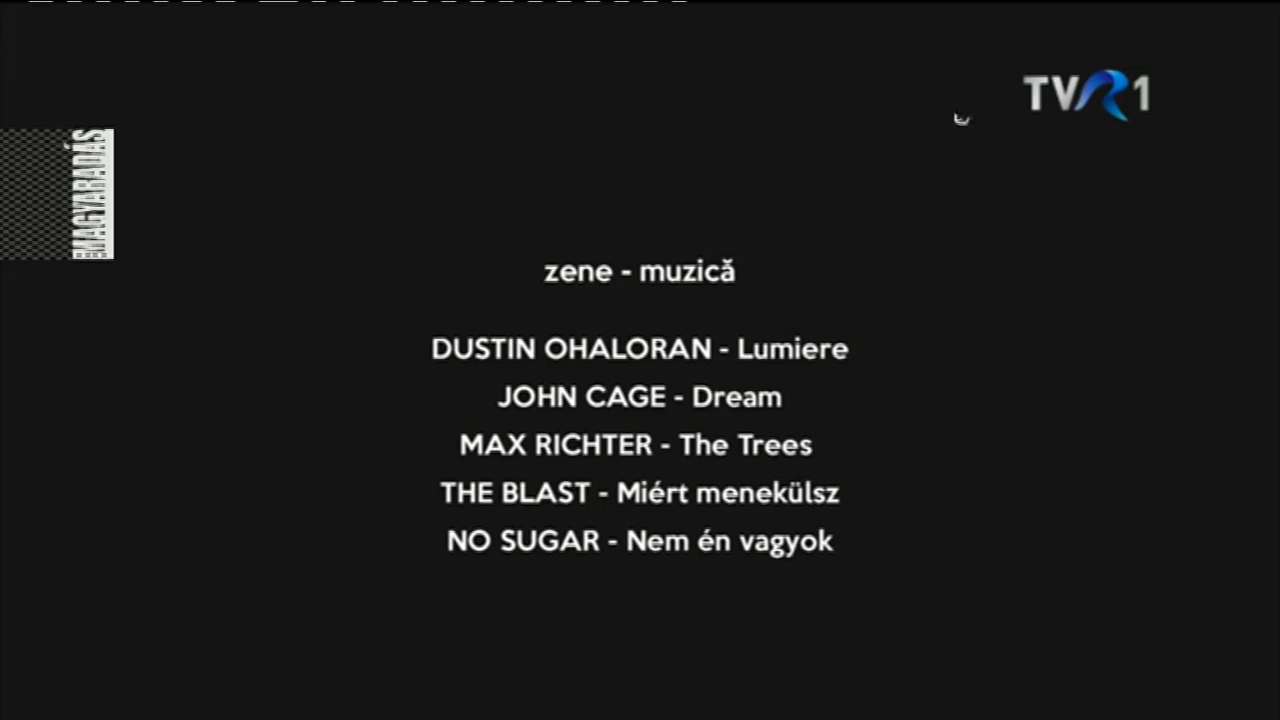 TVR1
MAGYARADÁS
zene - muzică
DUSTIN OHALORAN - Lumiere
JOHN CAGE - Dream
MAX RICHTER - The Trees
THE BLAST - Miért menekülsz
NO SUGAR - Nem én vagyok